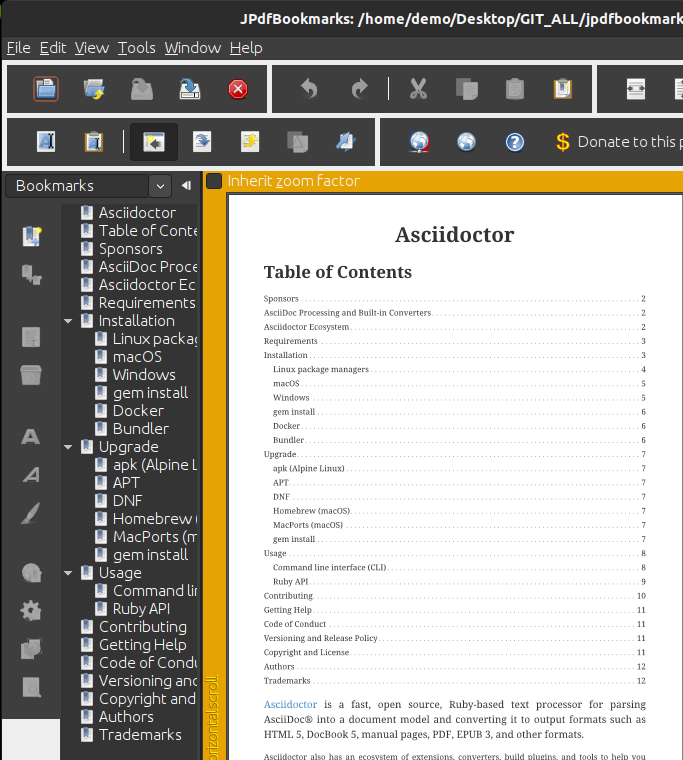 JPdfBookmarks: /home/demo/Desktop/GIT_ALL/jpdfbookmark
File Edit View Tools Window Help
Donate to this p
Bookmarks
Inherit zoom factor
Asciidoctor
Table of Conte
Sponsors
AsciiDoc Proce
Asciidoctor Ec
Requirements
Installation
Linux packag
macOS
Windows
gem install
Docker
Bundler
Upgrade
apk (Alpine L
APT
DNF
Homebrew (
MacPorts (m
gem install
Usage
Command lin
Ruby API
Contributing
Getting Help
Code of Condu
Versioning and
Copyright and
Authors
Trademarks
orizontal scroll
Asciidoctor
Table of Contents
Sponsors 2
AsciiDoc Processing and Built-in Converters 2
Asciidoctor Ecosystem 2
Requirements 3
Installation 3
Linux package managers 4
macOS 5
Windows 5
gem install 6
Docker 6
Bundler 6
Upgrade 7
apk (Alpine Linux) 7
APT 7
DNF 7
Homebrew (macOS) 7
MacPorts (macOS) 7
gem install 7
Usage 8
Command line interface (CLI) 8
Ruby API 9
Contributing 10
Getting Help 11
Code of Conduct 11
Versioning and Release Policy 11
Copyright and License 11
Authors 12
Trademarks 12
Asciidoctor is a fast, open source, Ruby-based text processor for parsing
AsciiDoc® into a document model and converting it to output formats such as
HTML 5, DocBook 5, manual pages, PDF, EPUB 3, and other formats.
Asciidoctor also has an ecosystem of extensions, converters, build plugins, and tools to help you